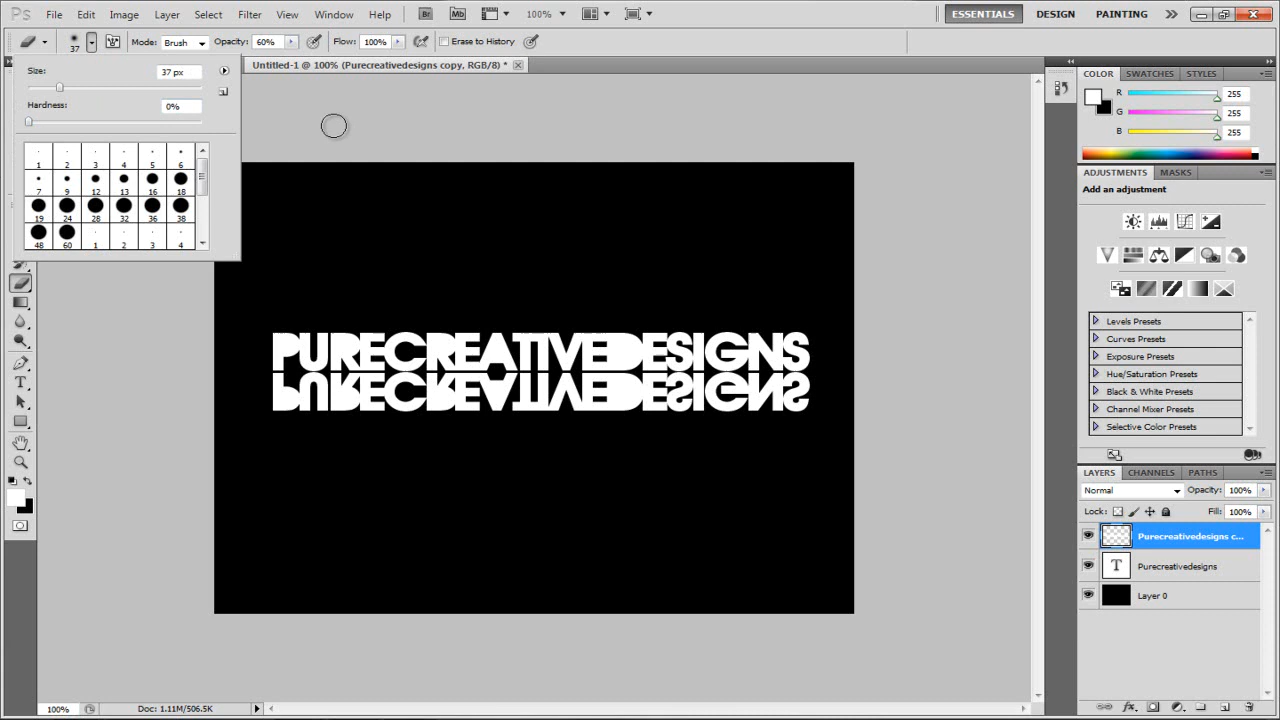 Ps File Edit Image Layer Select Filter View Window Help Br Mb 100% ESSENTIALS DESIGN PAINTING
37 Mode: Brush Opacity: 60% Flow: 100% Erase to History
Untitled-1 @ 100% (Purecreativedesigns copy, RGB/8) *
Size: 37 px
Hardness: 0%
1 2 3 4 5 6
7 9 12 13 16 18
19 24 28 32 36 38
48 60 1 2 3 4
PURECREATIVEDESIGNS
PURECREATIVEDESIGNS
COLOR SWATCHES STYLES
R 255
G 255
B 255
ADJUSTMENTS MASKS
Add an adjustment
Levels Presets
Curves Presets
Exposure Presets
Hue/Saturation Presets
Black & White Presets
Channel Mixer Presets
Selective Color Presets
LAYERS CHANNELS PATHS
Normal Opacity: 100%
Lock: Fill: 100%
Purecreativedesigns c...
T Purecreativedesigns
Layer 0
fx
100% Doc: 1.11M/506.5K